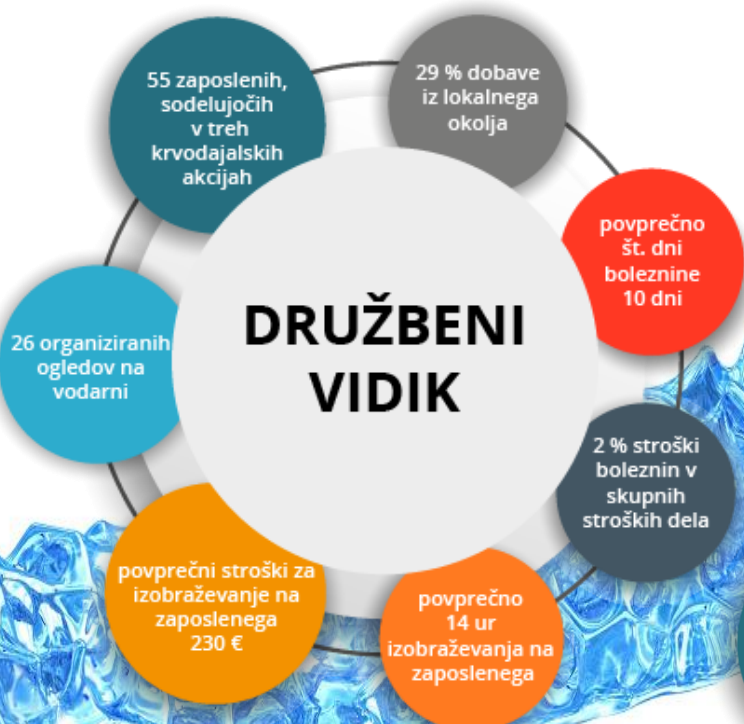 DRUŽBENI
VIDIK
55 zaposlenih,
sodelujočih
v treh
krvodajalskih
akcijah
29 % dobave
iz lokalnega
okolja
povprečno
št. dni
boleznine
10 dni
2 % stroški
boleznin v
skupnih
stroških dela
povprečno
14 ur
izobraževanja na
zaposlenega
povprečni stroški za
izobraževanje na
zaposlenega
230 €
26 organiziranih
ogledov na
vodarni